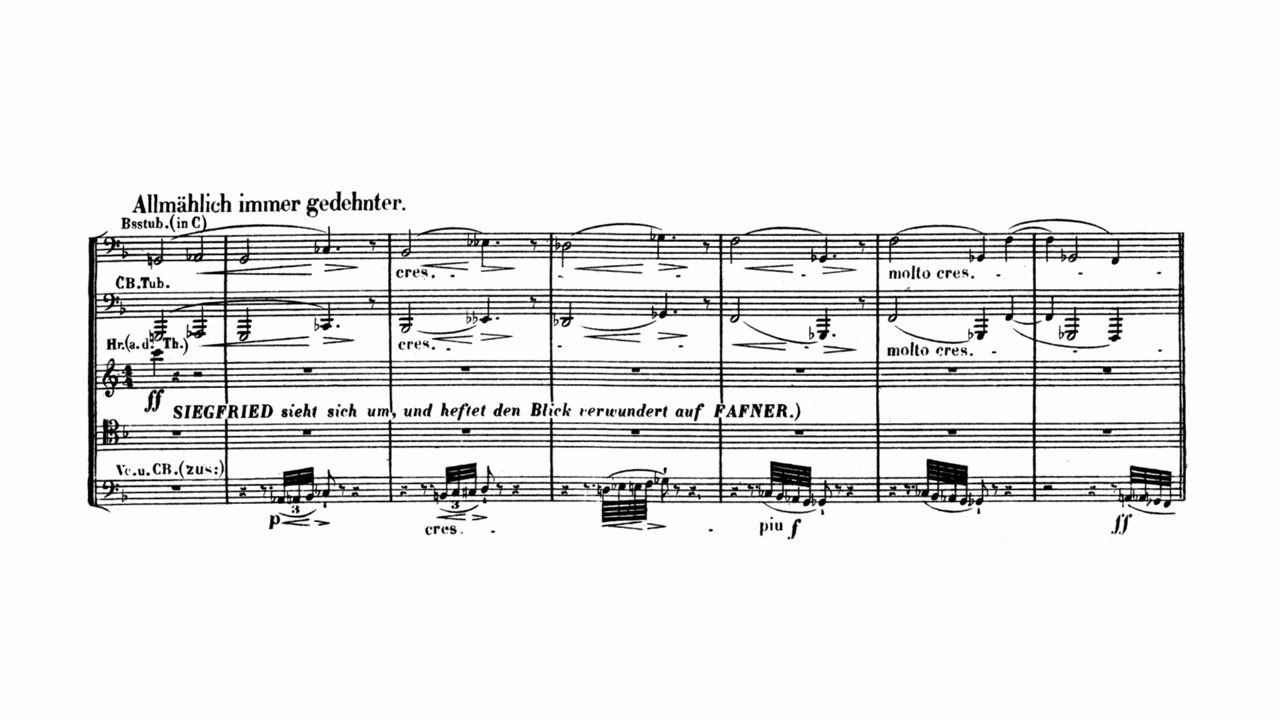 Allmählich immer gedehnter.
Bsstub. (in C)
cres.
molto cres.
CB. Tub.
cres.
molto cres.
Hr. (a. d. Th.)
ff
SIEGFRIED sieht sich um, und heftet den Blick verwundert auf FAFNER.)
Vc. u. CB. (zus:)
3
3
p
cres.
piu f
ff